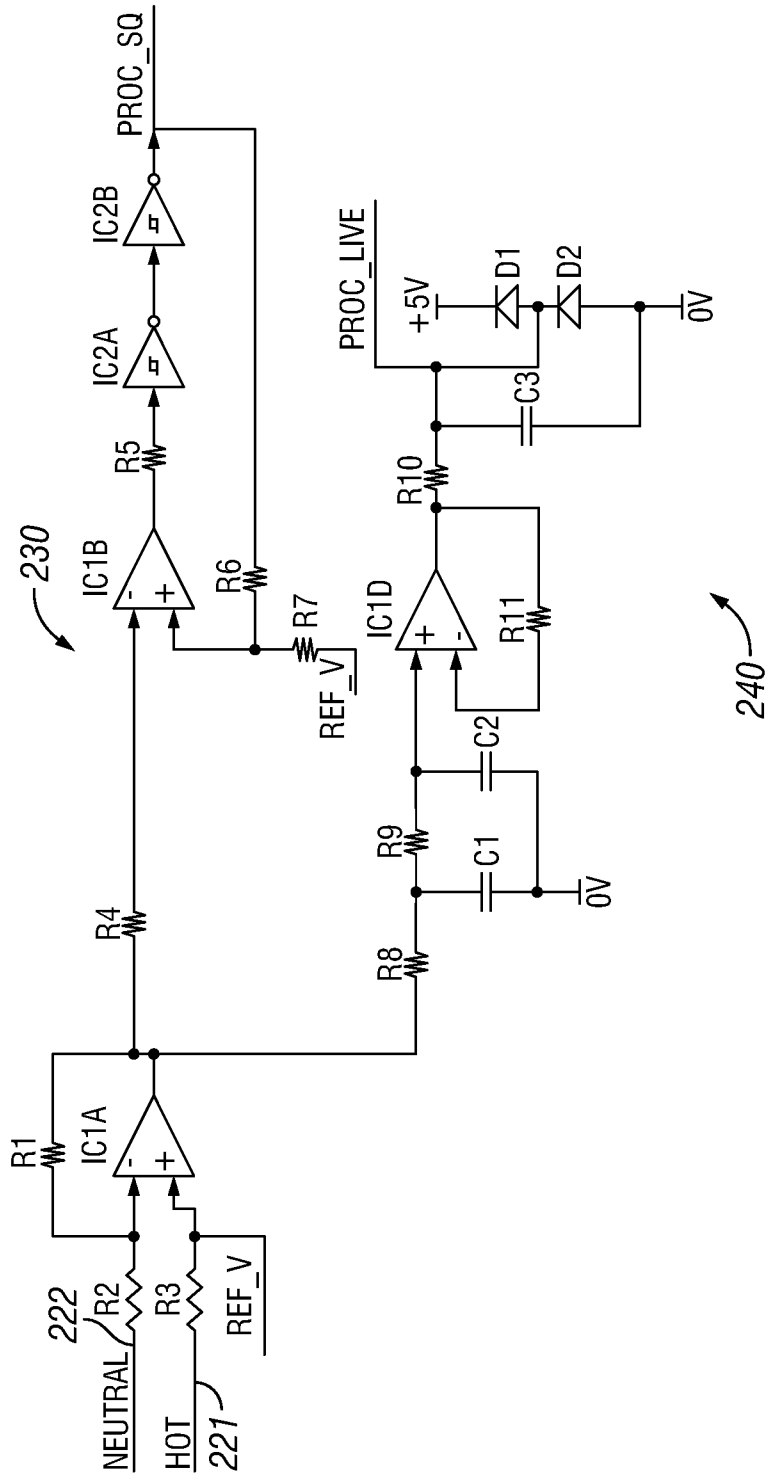 NEUTRAL
222
R2
HOT
221
R3
REF_V
R1
IC1A
-
+
R4
230
IC1B
-
+
R5
IC2A
IC2B
PROC_SQ
R6
R7
REF_V
R8
R9
C1
C2
0V
IC1D
+
-
R11
R10
C3
PROC_LIVE
+5V
D1
D2
0V
240